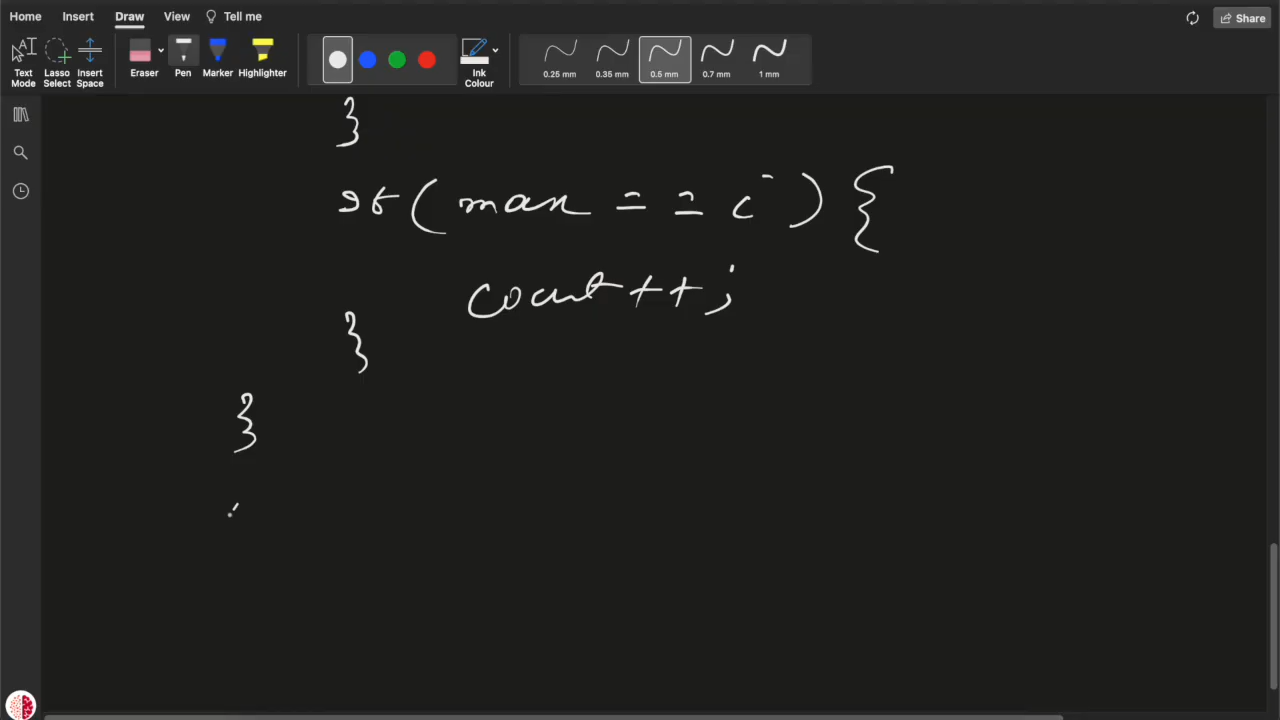 Home Insert Draw View Tell me Share
Text Mode Lasso Select Insert Space Eraser Pen Marker Highlighter Ink Colour 0.25 mm 0.35 mm 0.5 mm 0.7 mm 1 mm
}
if (max == i) {
count++;
}
}